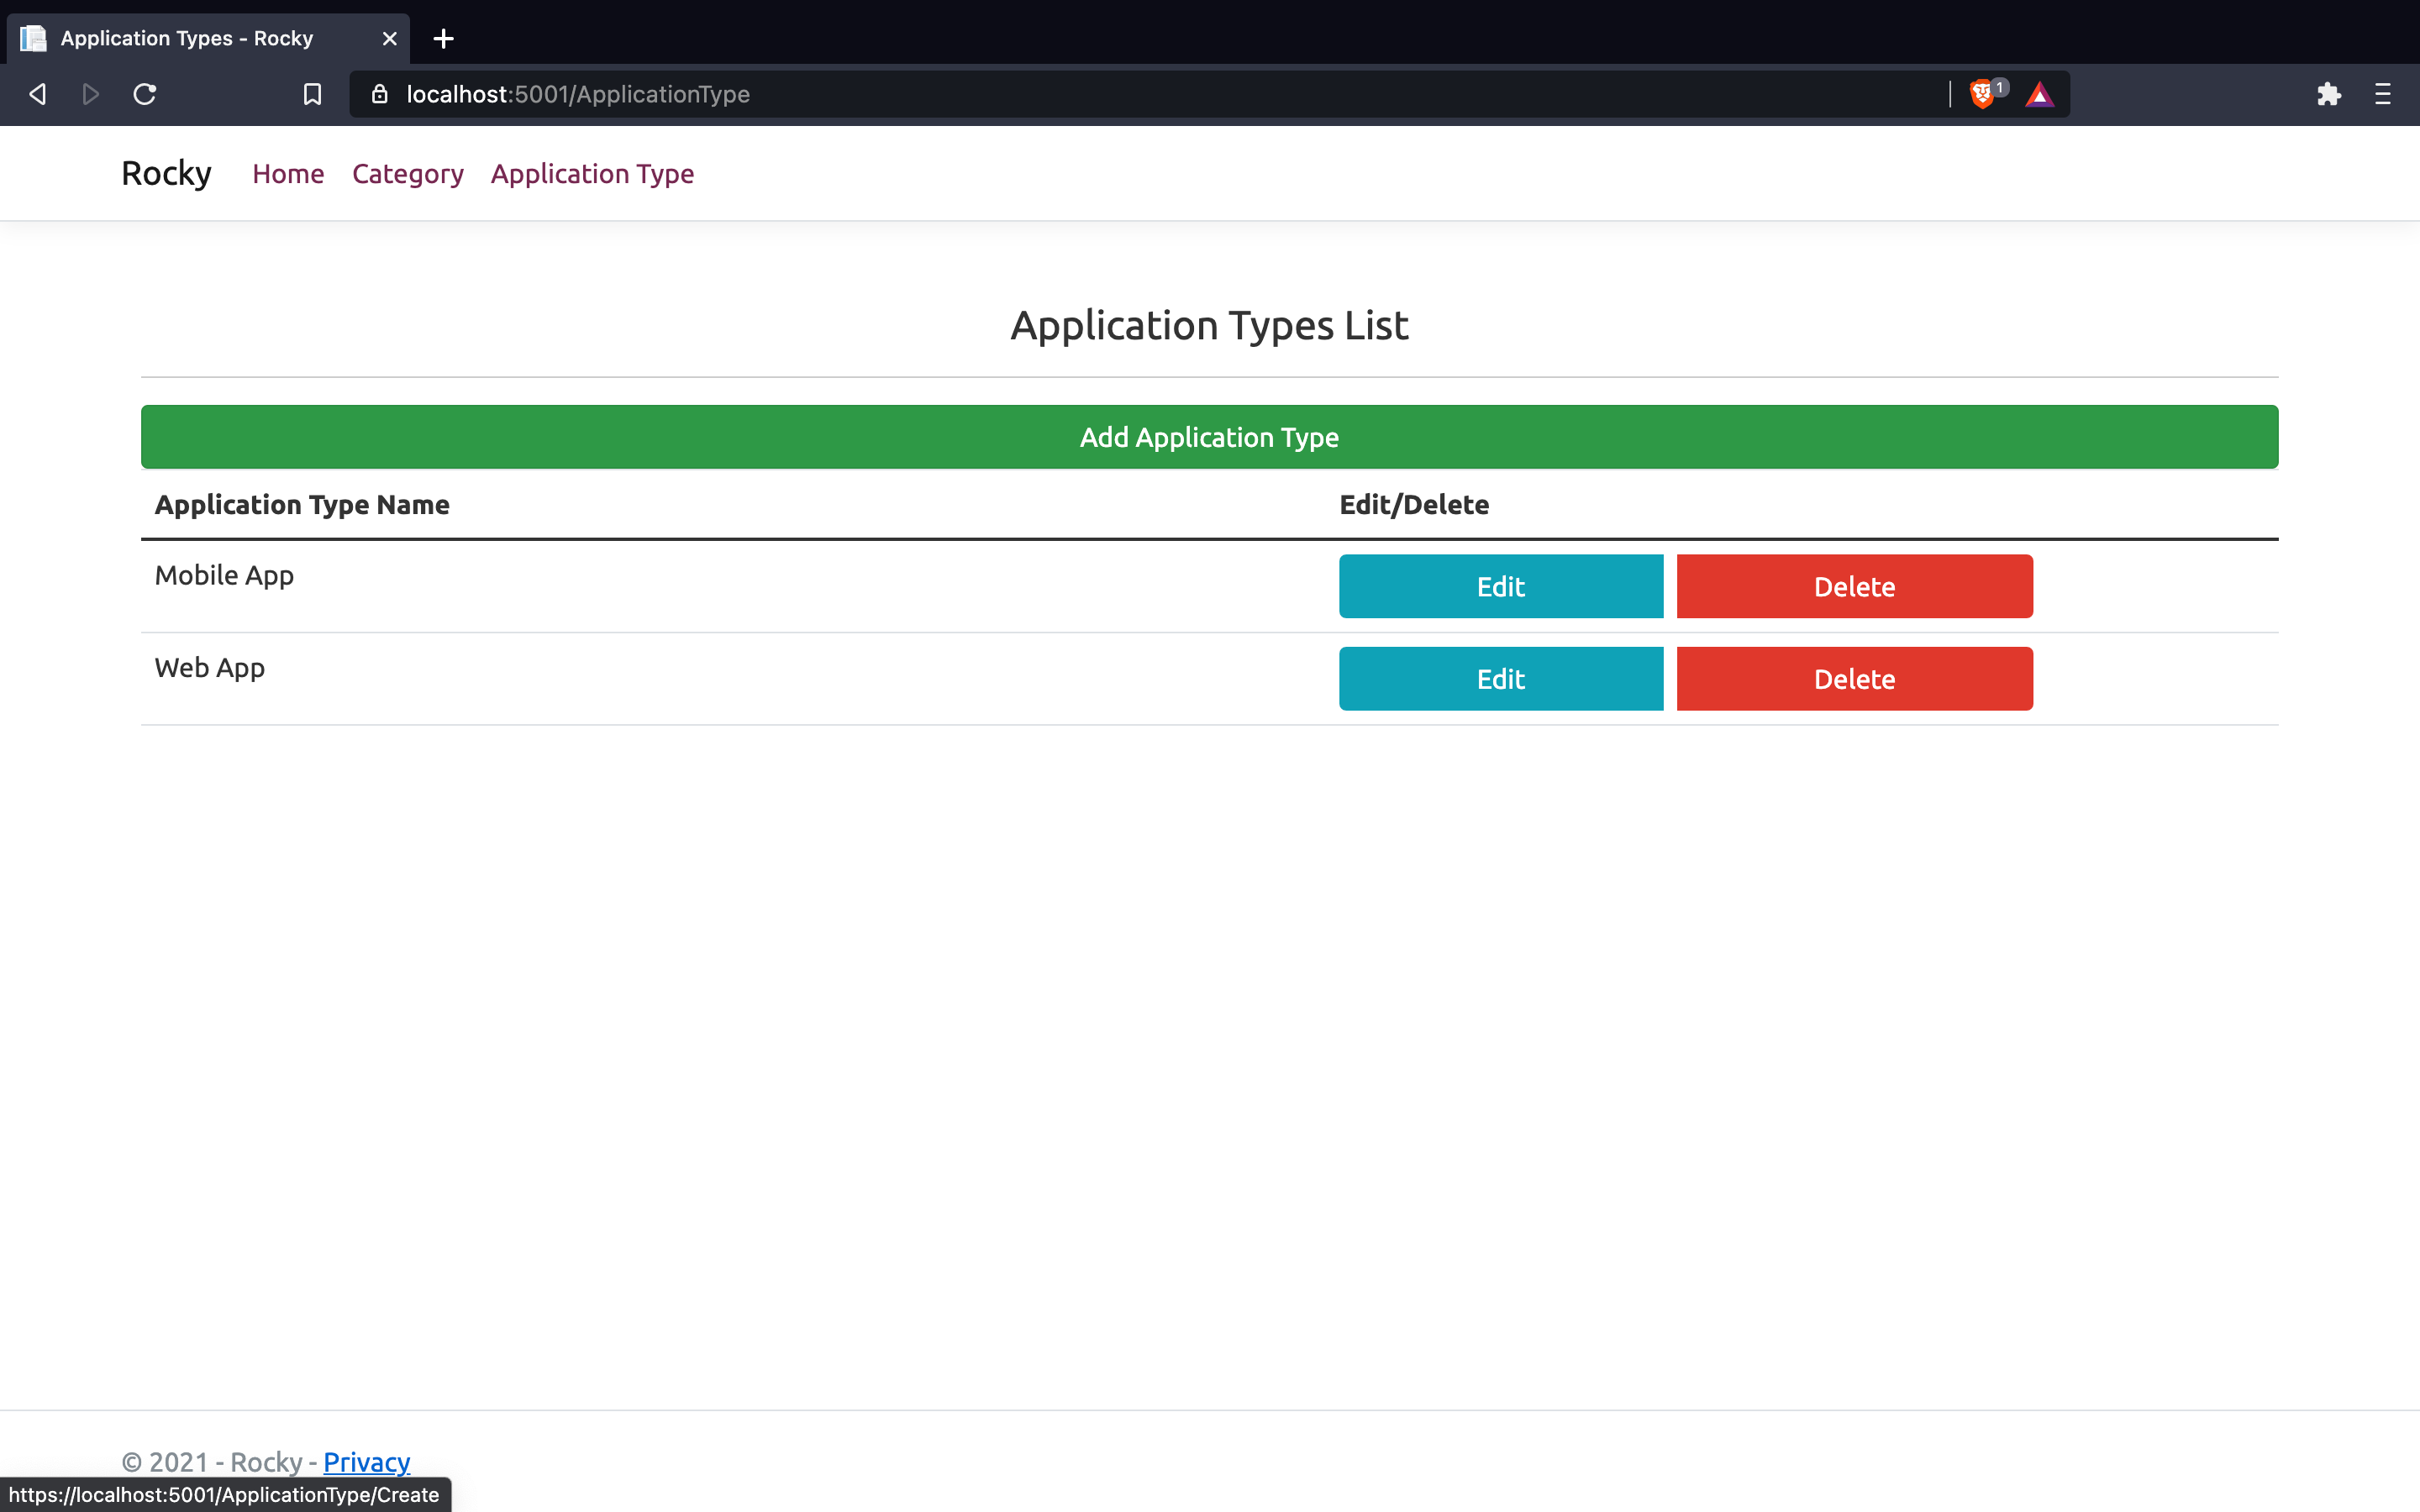 Application Types - Rocky
localhost:5001/ApplicationType
1
Rocky Home Category Application Type
Application Types List
Add Application Type
Application Type Name Edit/Delete
Mobile App Edit Delete
Web App Edit Delete
© 2021 - Rocky - Privacy
https://localhost:5001/ApplicationType/Create